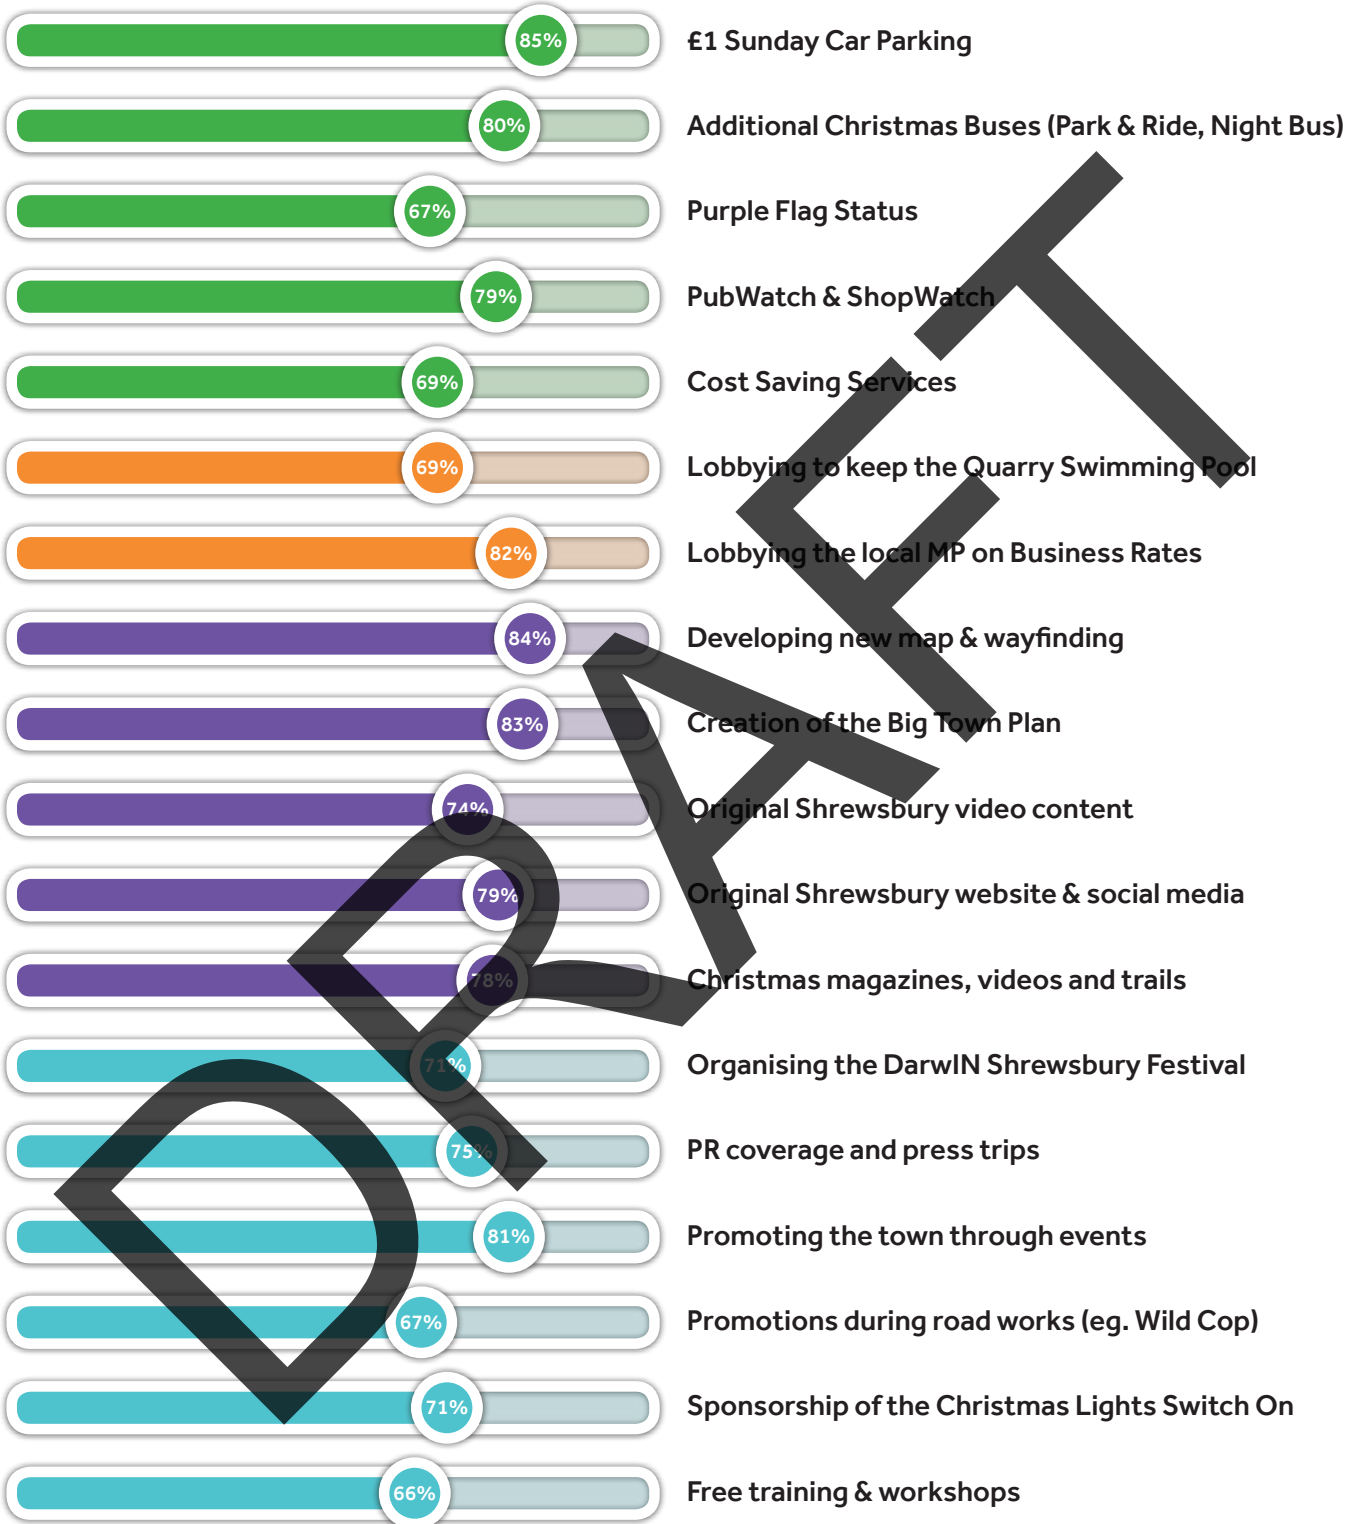 85% £1 Sunday Car Parking
80% Additional Christmas Buses (Park & Ride, Night Bus)
67% Purple Flag Status
79% PubWatch & ShopWatch
69% Cost Saving Services
69% Lobbying to keep the Quarry Swimming Pool
82% Lobbying the local MP on Business Rates
84% Developing new map & wayfinding
83% Creation of the Big Town Plan
74% Original Shrewsbury video content
79% Original Shrewsbury website & social media
78% Christmas magazines, videos and trails
71% Organising the DarwIN Shrewsbury Festival
75% PR coverage and press trips
81% Promoting the town through events
67% Promotions during road works (eg. Wild Cop)
71% Sponsorship of the Christmas Lights Switch On
66% Free training & workshops
DRAFT